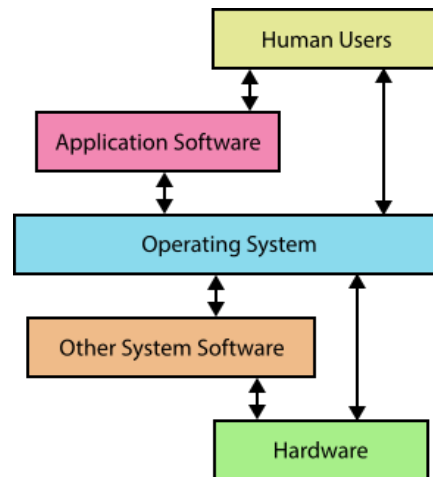 Human Users
Application Software
Operating System
Other System Software
Hardware